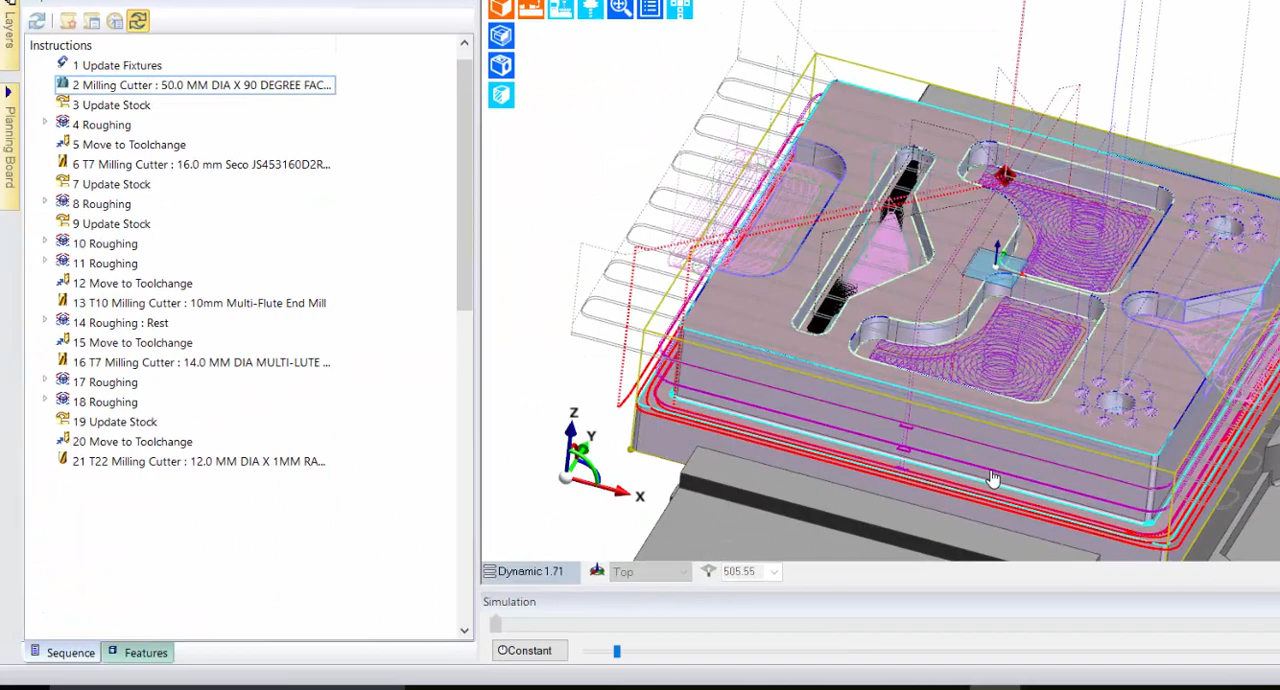 Layers
Planning Board
Instructions
1 Update Fixtures
2 Milling Cutter : 50.0 MM DIA X 90 DEGREE FAC...
3 Update Stock
4 Roughing
5 Move to Toolchange
6 T7 Milling Cutter : 16.0 mm Seco JS453160D2R...
7 Update Stock
8 Roughing
9 Update Stock
10 Roughing
11 Roughing
12 Move to Toolchange
13 T10 Milling Cutter : 10mm Multi-Flute End Mill
14 Roughing : Rest
15 Move to Toolchange
16 T7 Milling Cutter : 14.0 MM DIA MULTI-LUTE ...
17 Roughing
18 Roughing
19 Update Stock
20 Move to Toolchange
21 T22 Milling Cutter : 12.0 MM DIA X 1MM RA...
Sequence
Features
Z
Y
X
Dynamic 1.71
Top
505.55
Simulation
Constant